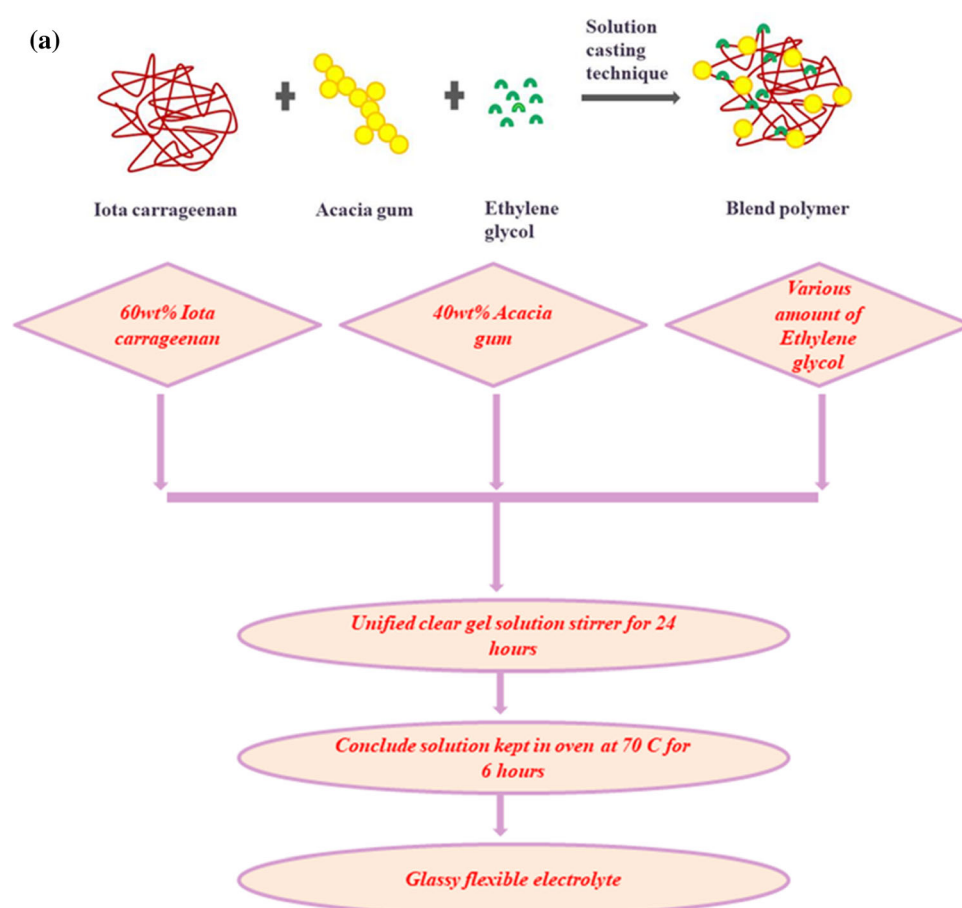 (a)
Solution
casting
technique
Iota carrageenan
Acacia gum
Ethylene
glycol
Blend polymer
60wt% Iota
carrageenan
40wt% Acacia
gum
Various
amount of
Ethylene
glycol
Unified clear gel solution stirrer for 24
hours
Conclude solution kept in oven at 70 C for
6 hours
Glassy flexible electrolyte